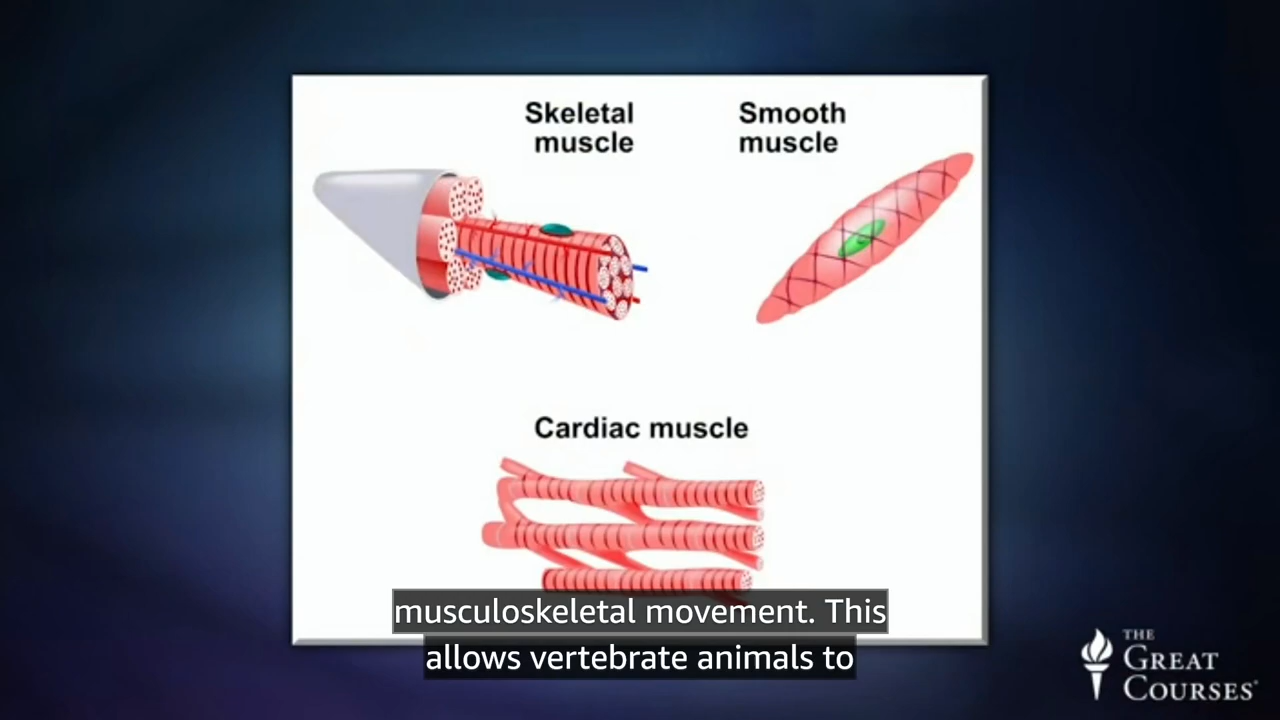 Skeletal
muscle
Smooth
muscle
Cardiac muscle
musculoskeletal movement. This
allows vertebrate animals to
THE
GREAT
COURSES®